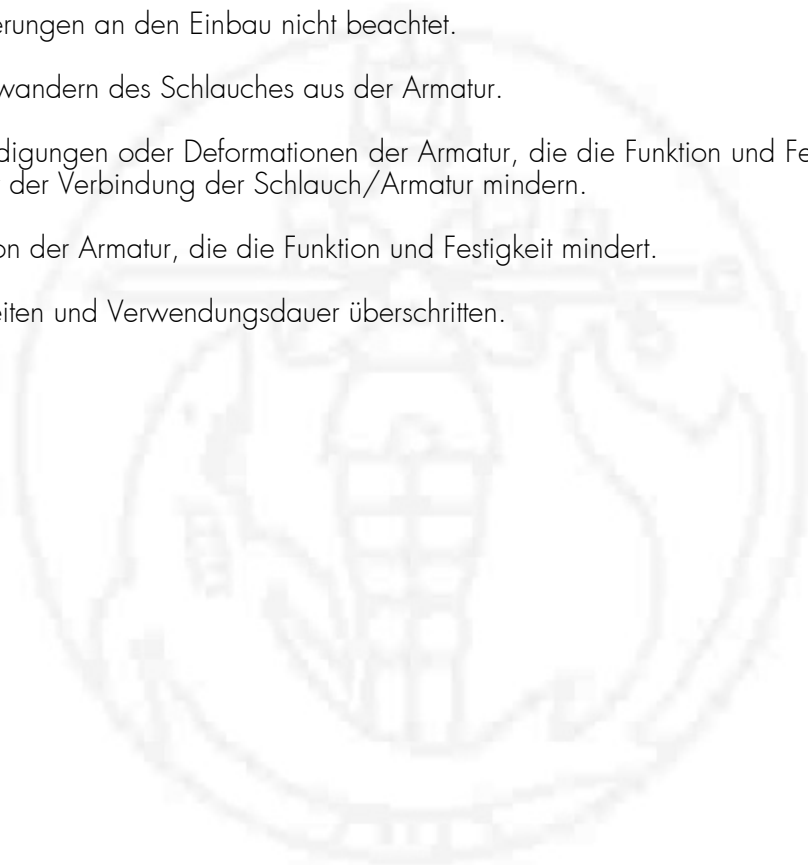 erungen an den Einbau nicht beachtet.
wandern des Schlauches aus der Armatur.
digungen oder Deformationen der Armatur, die die Funktion und Fe
der Verbindung der Schlauch/Armatur mindern.
on der Armatur, die die Funktion und Festigkeit mindert.
eiten und Verwendungsdauer überschritten.